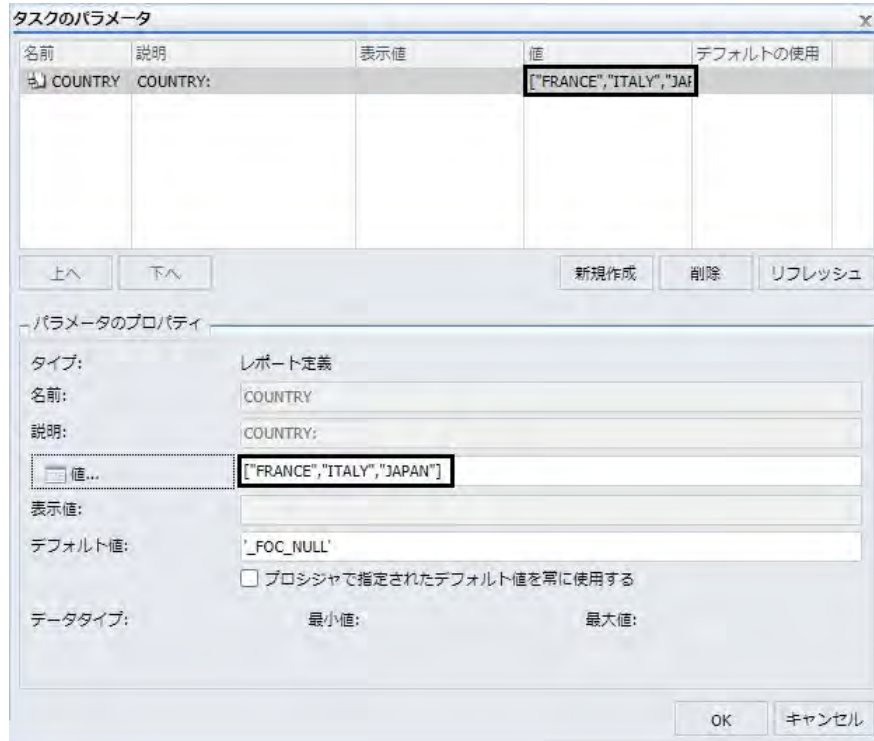 タスクのパラメータ x
名前 説明 表示値 値 デフォルトの使用
COUNTRY COUNTRY: ["FRANCE","ITALY","JAF
上へ 下へ 新規作成 削除 リフレッシュ
パラメータのプロパティ
タイプ: レポート定義
名前: COUNTRY
説明: COUNTRY:
値... ["FRANCE","ITALY","JAPAN"]
表示値:
デフォルト値: '_FOC_NULL'
プロシジャで指定されたデフォルト値を常に使用する
データタイプ: 最小値: 最大値:
OK キャンセル